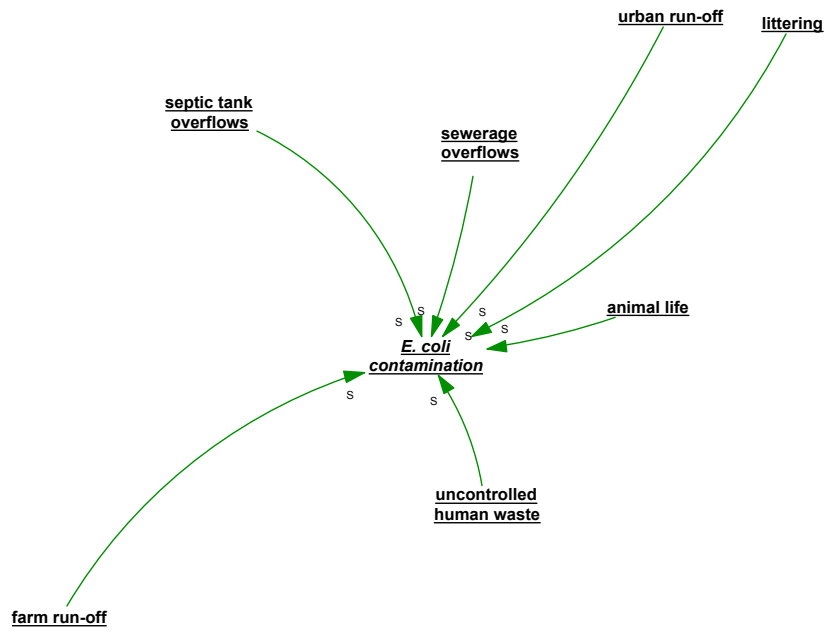 urban run-off
littering
septic tank
overflows
sewerage
overflows
animal life
s
s
s
s
s
E. coli
contamination
s
s
uncontrolled
human waste
farm run-off